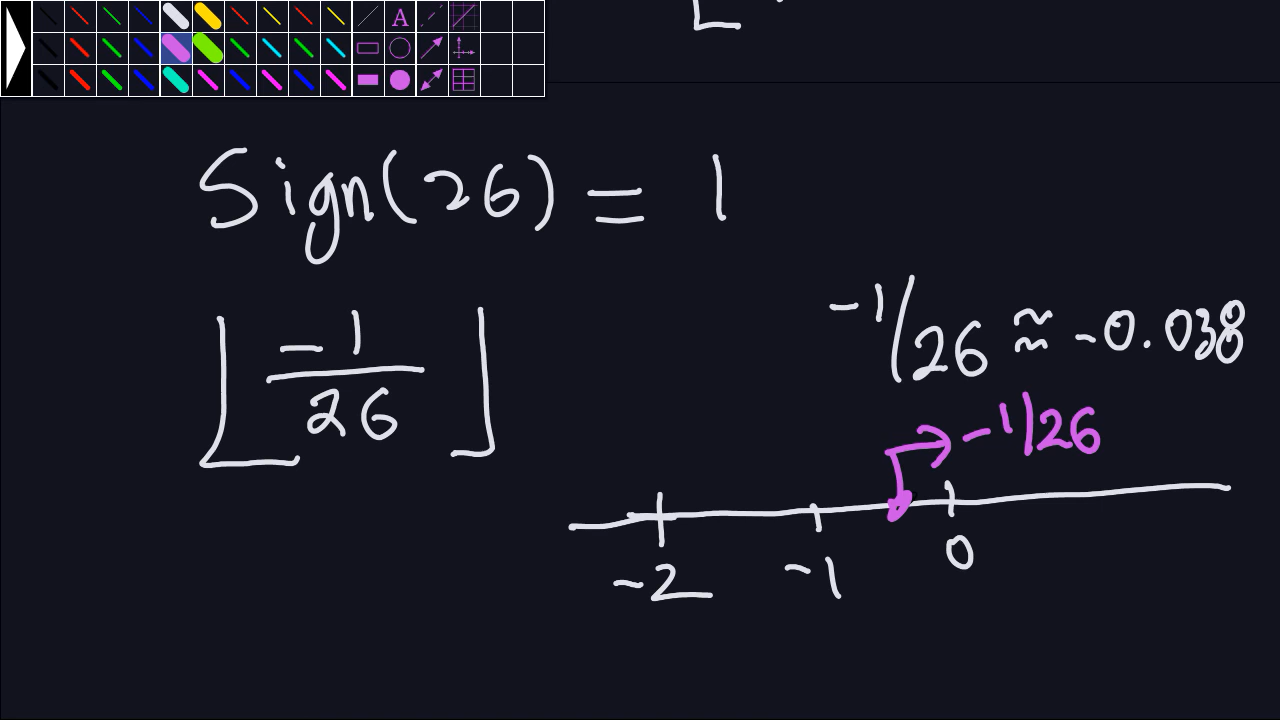 A
Sign(26) = 1
⌊-1/26⌋
-1/26 ≈ -0.038
-1/26
-2 -1 0